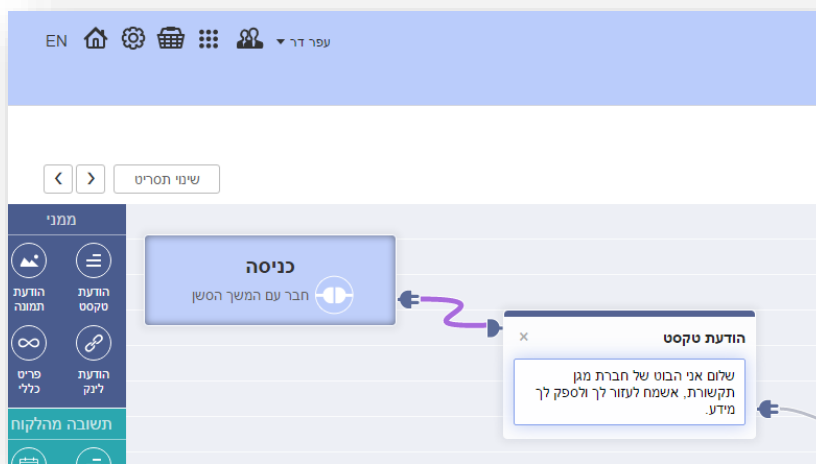 EN
עפר דר
שינוי תסריט
ממני
הודעת
טקסט
הודעת
תמונה
הודעת
לינק
פריט
כללי
תשובה מהלקוח
כניסה
חבר עם המשך הסשן
הודעת טקסט
×
שלום אני הבוט של חברת מגן
תקשורת, אשמח לעזור לך ולספק לך
מידע.